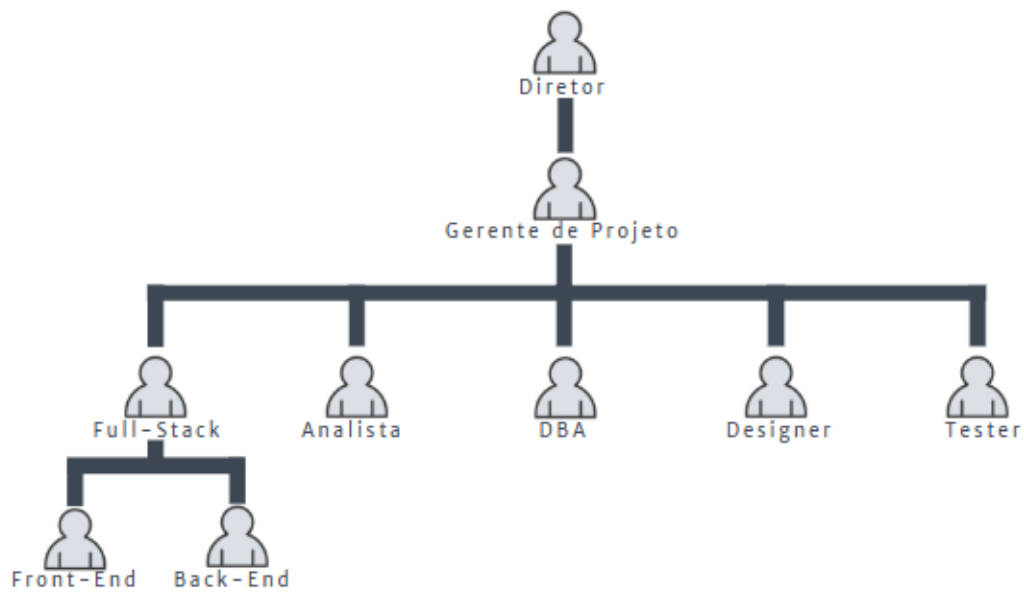 Diretor
Gerente de Projeto
Full-Stack
Analista
DBA
Designer
Tester
Front-End
Back-End